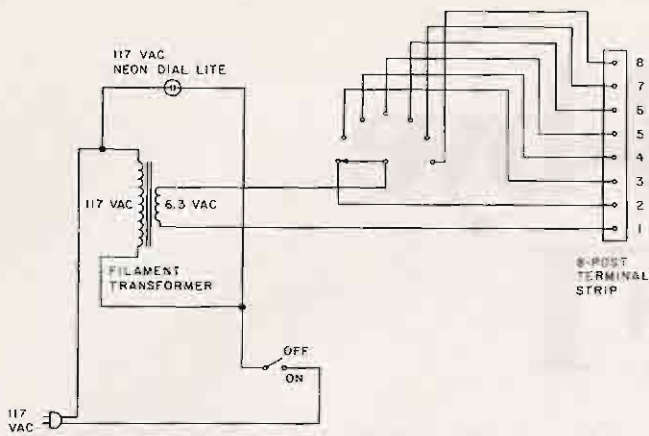 117 VAC
NEON DIAL LITE
8
7
6
5
4
3
2
1
117 VAC
6.3 VAC
FILAMENT
TRANSFORMER
8-POST
TERMINAL
STRIP
OFF
ON
117
VAC